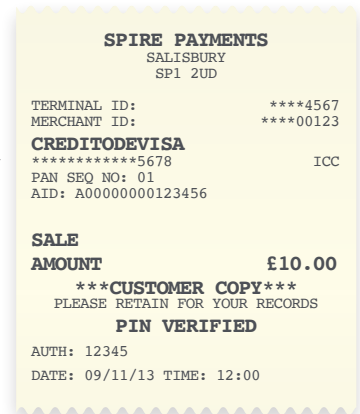 SPIRE PAYMENTS
SALISBURY
SP1 2UD
TERMINAL ID: ****4567
MERCHANT ID: ****00123
CREDITODEVISA
************5678 ICC
PAN SEQ NO: 01
AID: A00000000123456
SALE
AMOUNT £10.00
***CUSTOMER COPY***
PLEASE RETAIN FOR YOUR RECORDS
PIN VERIFIED
AUTH: 12345
DATE: 09/11/13 TIME: 12:00